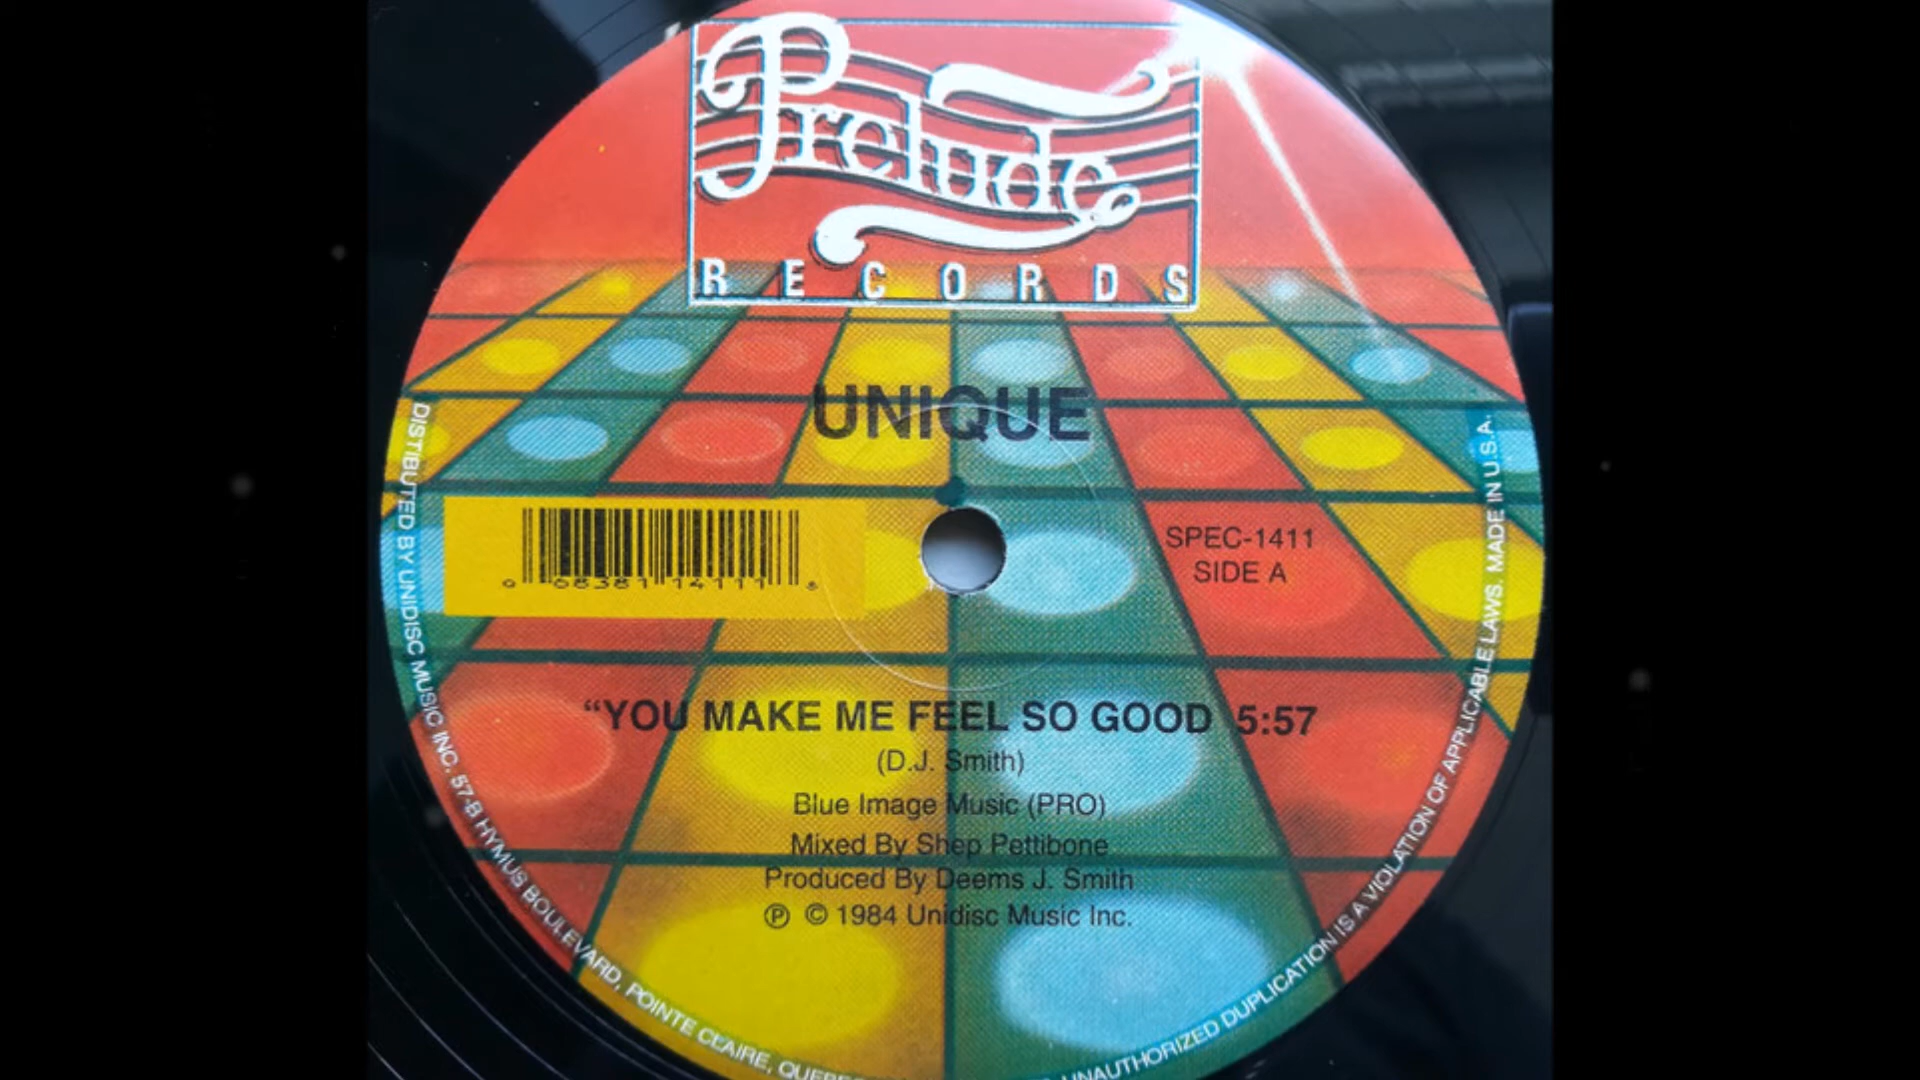 Prelude
RECORDS
UNIQUE
SPEC-1411
SIDE A
0 68381 14111 8
"YOU MAKE ME FEEL SO GOOD 5:57
(D.J. Smith)
Blue Image Music (PRO)
Mixed By Shep Pettibone
Produced By Deems J. Smith
℗ © 1984 Unidisc Music Inc.
DISTIBUTED BY UNIDISC MUSIC INC. 57-B HYMUS BOULEVARD, POINTE CLAIRE,
UNAUTHORIZED DUPLICATION IS A VIOLATION OF APPLICABLE LAWS. MADE IN U.S.A.